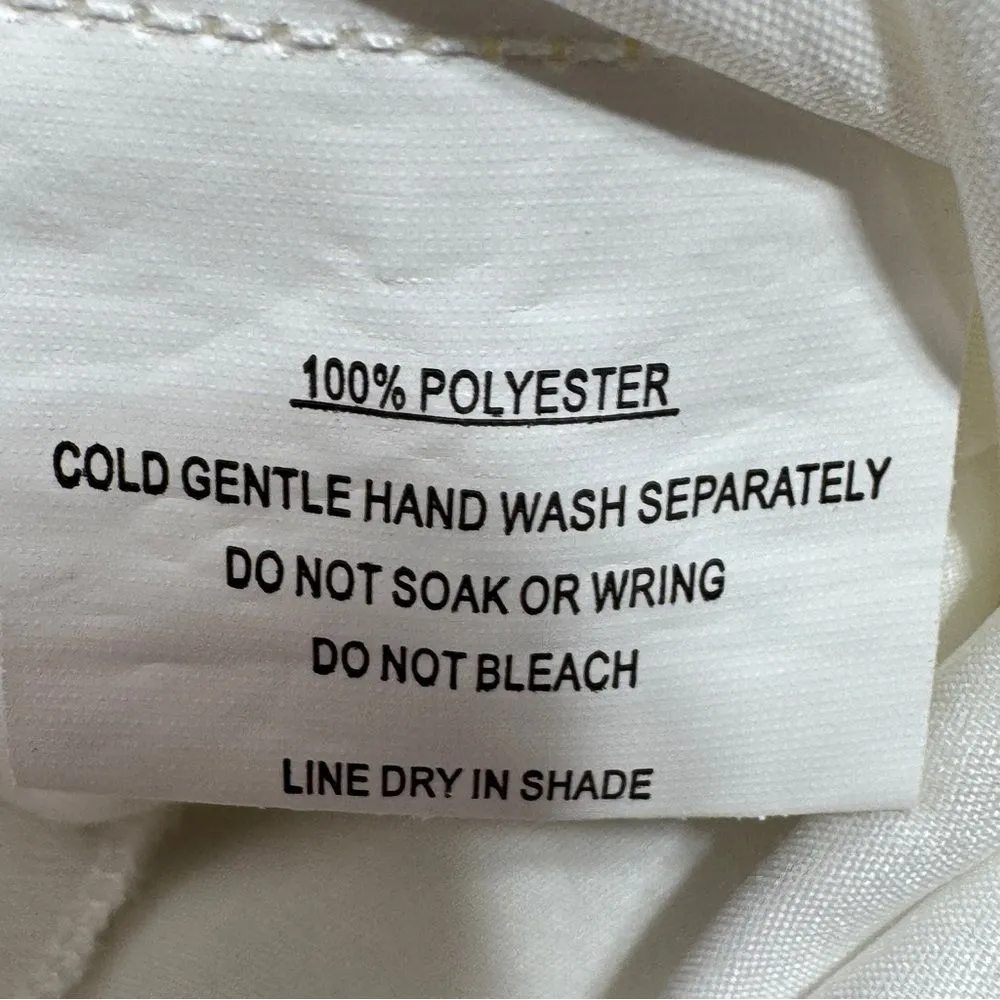 100% POLYESTER
COLD GENTLE HAND WASH SEPARATELY
DO NOT SOAK OR WRING
DO NOT BLEACH
LINE DRY IN SHADE